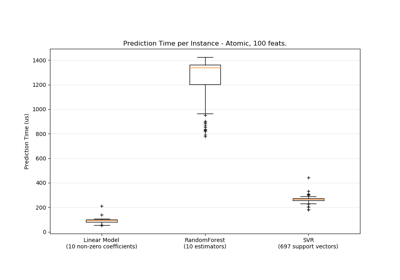 Prediction Time per Instance - Atomic, 100 feats.
1400
1200
1000
800
600
400
200
0
Prediction Time (us)
Linear Model
(10 non-zero coefficients)
RandomForest
(10 estimators)
SVR
(697 support vectors)